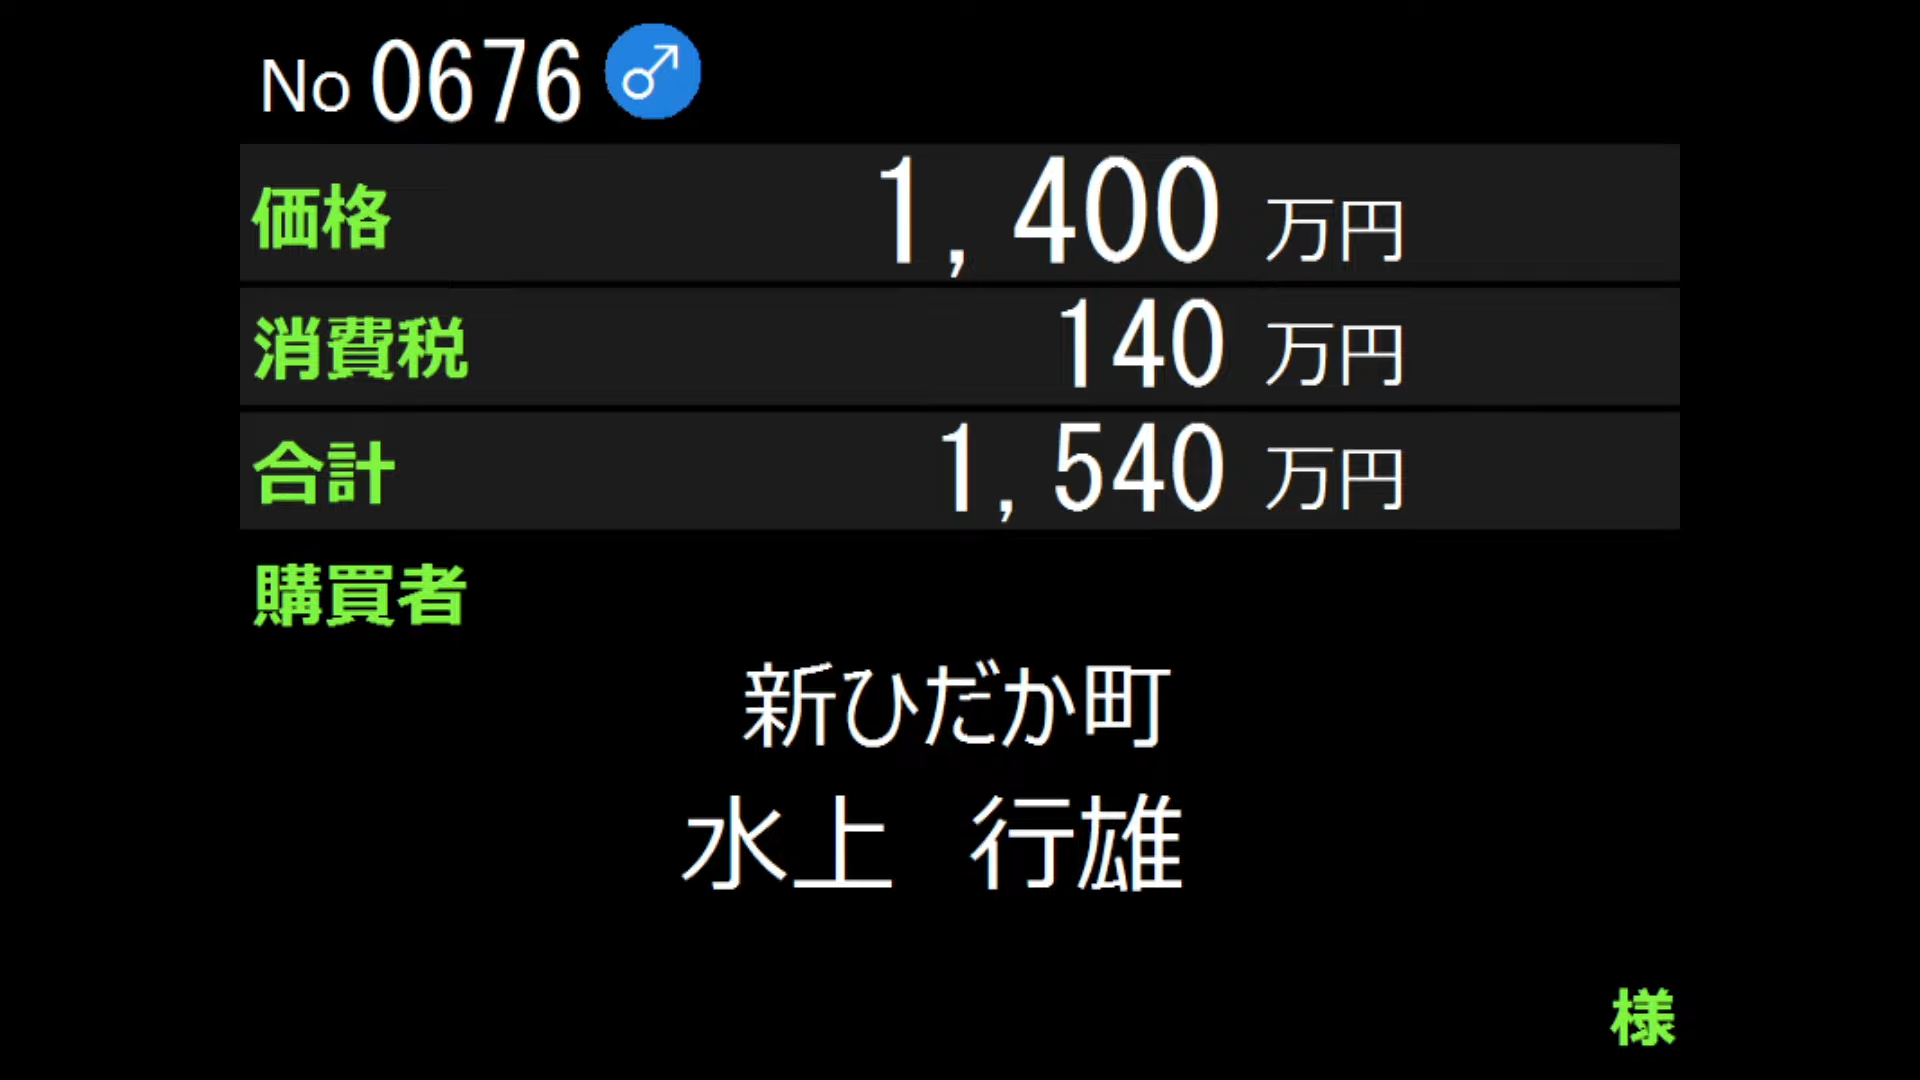 No 0676 ♂
価格 1,400 万円
消費税 140 万円
合計 1,540 万円
購買者
新ひだか町
水上 行雄
様